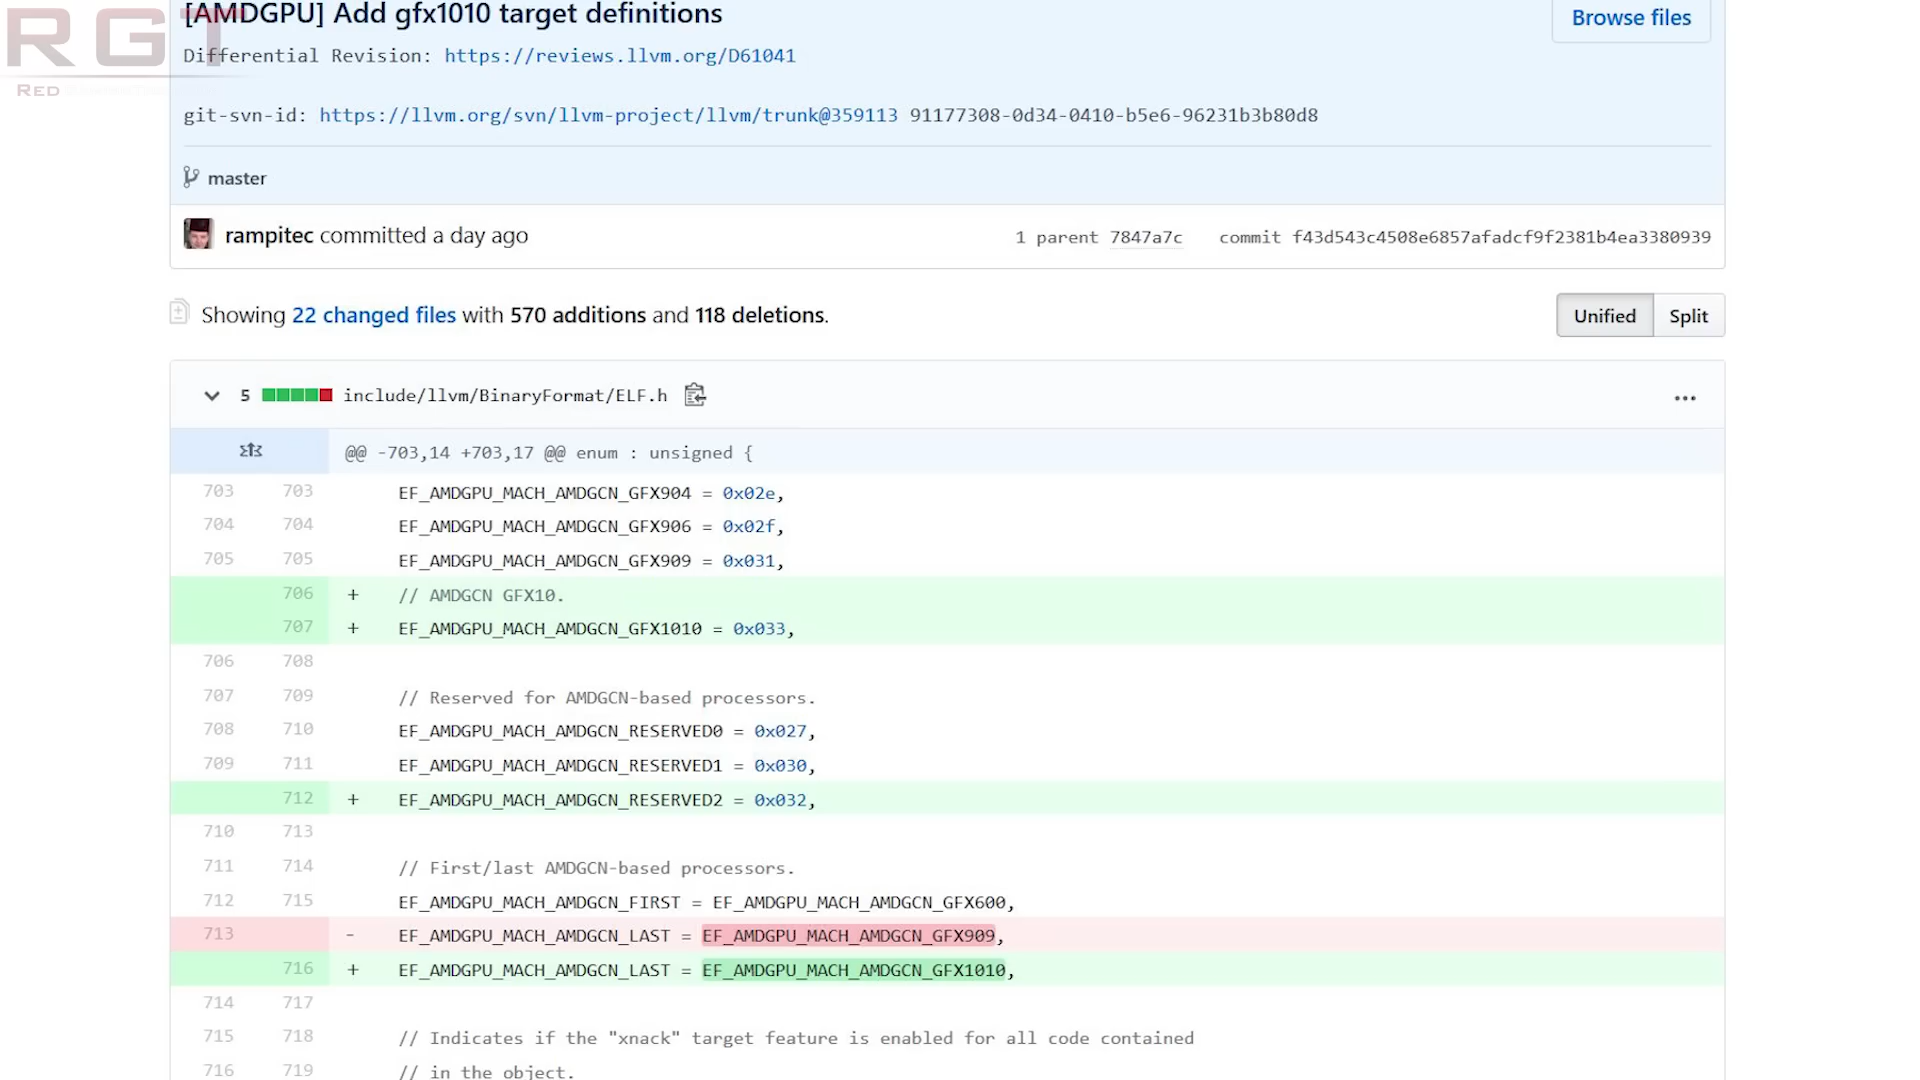 RGT
RED
[AMDGPU] Add gfx1010 target definitions
Browse files
Differential Revision: https://reviews.llvm.org/D61041
git-svn-id: https://llvm.org/svn/llvm-project/llvm/trunk@359113 91177308-0d34-0410-b5e6-96231b3b80d8
master
rampitec committed a day ago
1 parent 7847a7c commit f43d543c4508e6857afadcf9f2381b4ea3380939
Showing 22 changed files with 570 additions and 118 deletions.
Unified Split
5 include/llvm/BinaryFormat/ELF.h
@@ -703,14 +703,17 @@ enum : unsigned {
703 703 EF_AMDGPU_MACH_AMDGCN_GFX904 = 0x02e,
704 704 EF_AMDGPU_MACH_AMDGCN_GFX906 = 0x02f,
705 705 EF_AMDGPU_MACH_AMDGCN_GFX909 = 0x031,
706 + // AMDGCN GFX10.
707 + EF_AMDGPU_MACH_AMDGCN_GFX1010 = 0x033,
706 708
707 709 // Reserved for AMDGCN-based processors.
708 710 EF_AMDGPU_MACH_AMDGCN_RESERVED0 = 0x027,
709 711 EF_AMDGPU_MACH_AMDGCN_RESERVED1 = 0x030,
712 + EF_AMDGPU_MACH_AMDGCN_RESERVED2 = 0x032,
710 713
711 714 // First/last AMDGCN-based processors.
712 715 EF_AMDGPU_MACH_AMDGCN_FIRST = EF_AMDGPU_MACH_AMDGCN_GFX600,
713 - EF_AMDGPU_MACH_AMDGCN_LAST = EF_AMDGPU_MACH_AMDGCN_GFX909,
716 + EF_AMDGPU_MACH_AMDGCN_LAST = EF_AMDGPU_MACH_AMDGCN_GFX1010,
714 717
715 718 // Indicates if the "xnack" target feature is enabled for all code contained
716 719 // in the object.